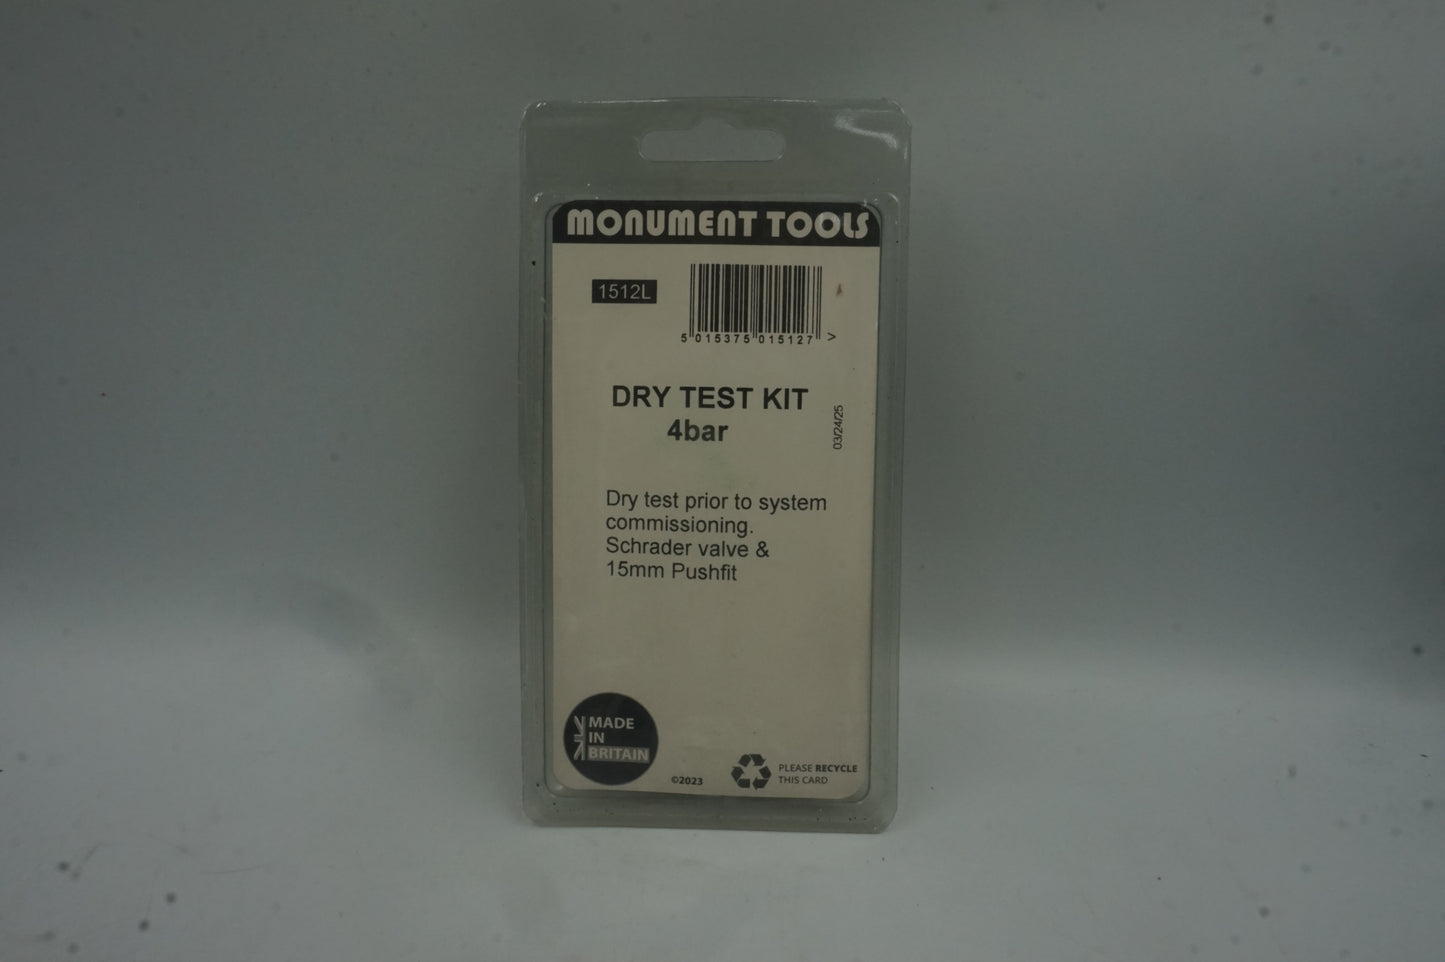 MONUMENT TOOLS
1512L
5 015375 015127 >
DRY TEST KIT
4bar
03/24/25
Dry test prior to system
commissioning.
Schrader valve &
15mm Pushfit
MADE
IN
BRITAIN
©2023
PLEASE RECYCLE
THIS CARD